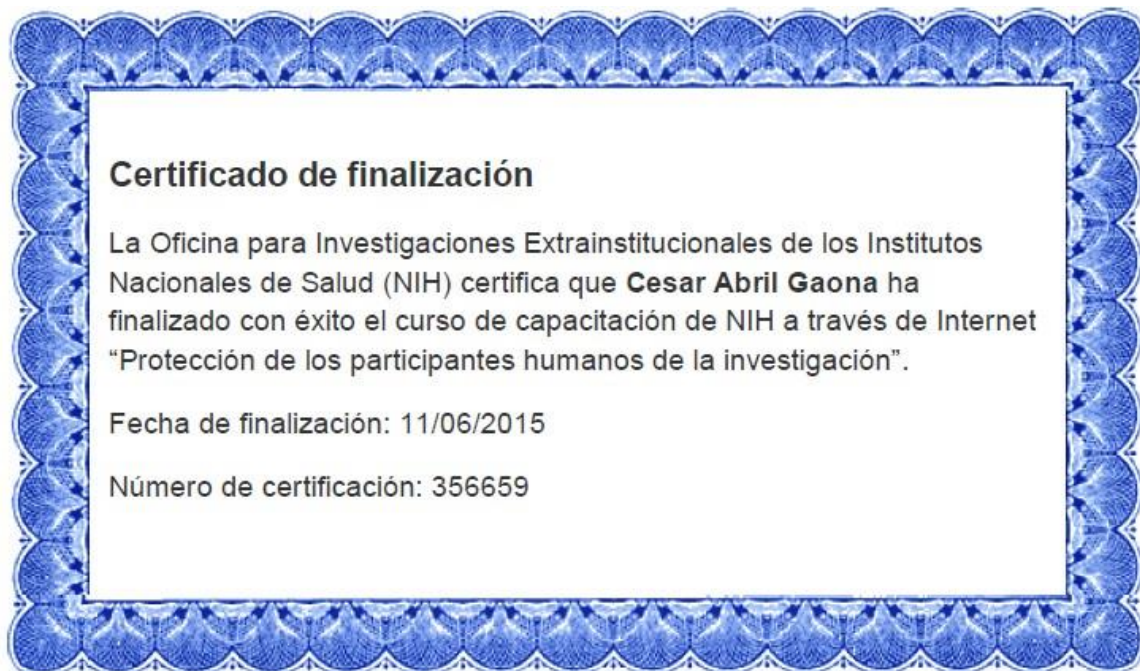 Certificado de finalización
La Oficina para Investigaciones Extrainstitucionales de los Institutos
Nacionales de Salud (NIH) certifica que Cesar Abril Gaona ha
finalizado con éxito el curso de capacitación de NIH a través de Internet
“Protección de los participantes humanos de la investigación”.
Fecha de finalización: 11/06/2015
Número de certificación: 356659